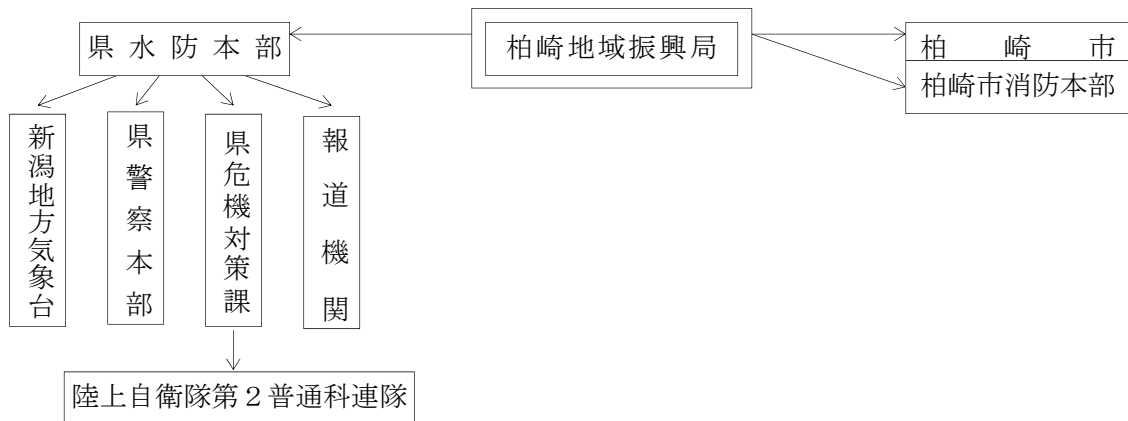 県水防本部
柏崎地域振興局
柏崎市
柏崎市消防本部
新潟地方気象台
県警察本部
県危機対策課
報道機関
陸上自衛隊第２普通科連隊